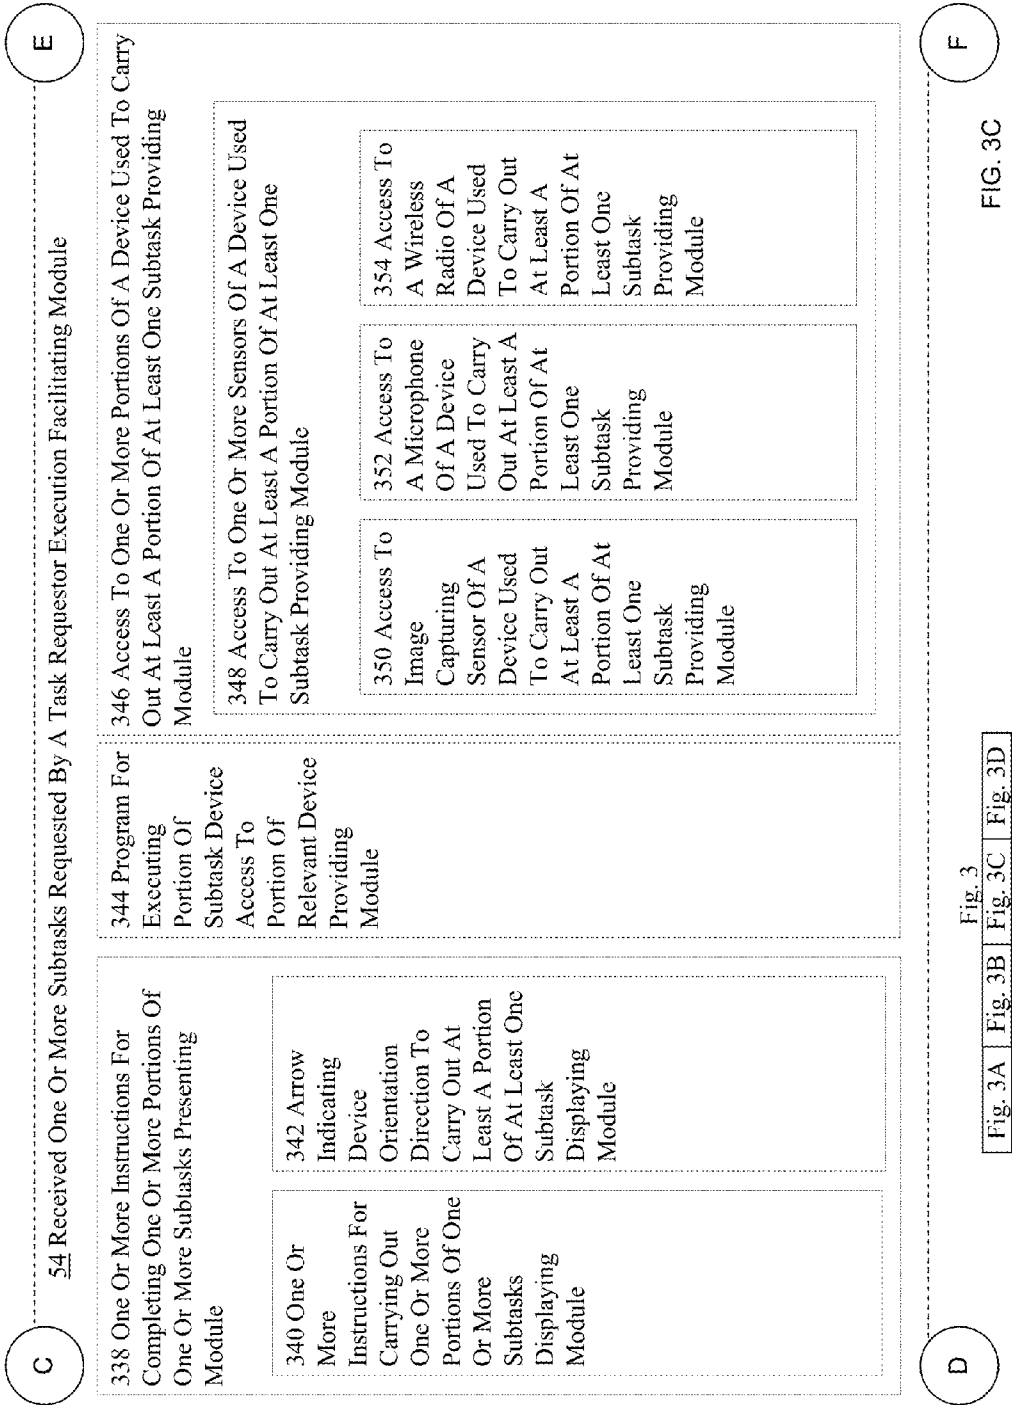 C
E
54 Received One Or More Subtasks Requested By A Task Requestor Execution Facilitating Module
338 One Or More Instructions For
Completing One Or More Portions Of
One Or More Subtasks Presenting
Module
340 One Or
More
Instructions For
Carrying Out
One Or More
Portions Of One
Or More
Subtasks
Displaying
Module
342 Arrow
Indicating
Device
Orientation
Direction To
Carry Out At
Least A Portion
Of At Least One
Subtask
Displaying
Module
344 Program For
Executing
Portion Of
Subtask Device
Access To
Portion Of
Relevant Device
Providing
Module
346 Access To One Or More Portions Of A Device Used To Carry
Out At Least A Portion Of At Least One Subtask Providing
Module
348 Access To One Or More Sensors Of A Device Used
To Carry Out At Least A Portion Of At Least One
Subtask Providing Module
350 Access To
Image
Capturing
Sensor Of A
Device Used
To Carry Out
At Least A
Portion Of At
Least One
Subtask
Providing
Module
352 Access To
A Microphone
Of A Device
Used To Carry
Out At Least A
Portion Of At
Least One
Subtask
Providing
Module
354 Access To
A Wireless
Radio Of A
Device Used
To Carry Out
At Least A
Portion Of At
Least One
Subtask
Providing
Module
D
F
Fig. 3
Fig. 3A Fig. 3B Fig. 3C Fig. 3D
FIG. 3C